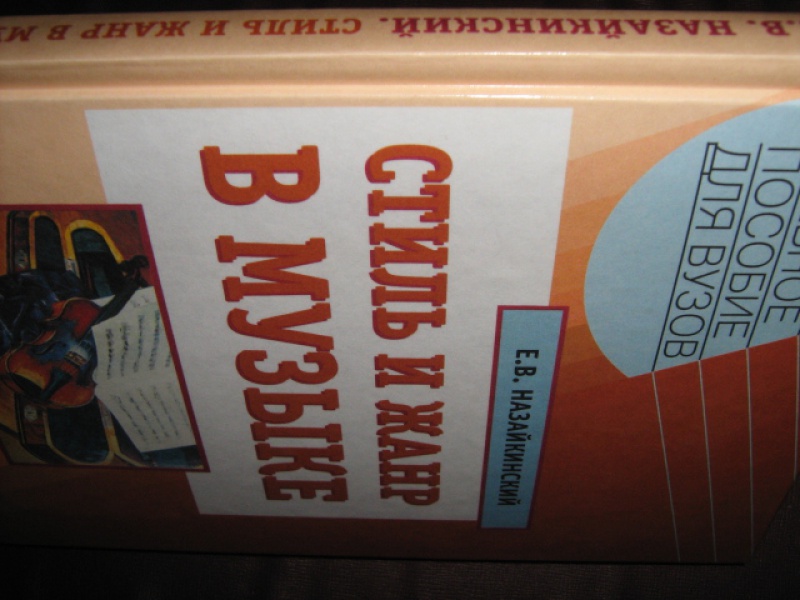 .В. НАЗАЙКИНСКИЙ. СТИЛЬ И ЖАНР В М
ПОСОБИЕ
ДЛЯ ВУЗОВ
Е.В. НАЗАЙКИНСКИЙ
СТИЛЬ И ЖАНР
В МУЗЫКЕ